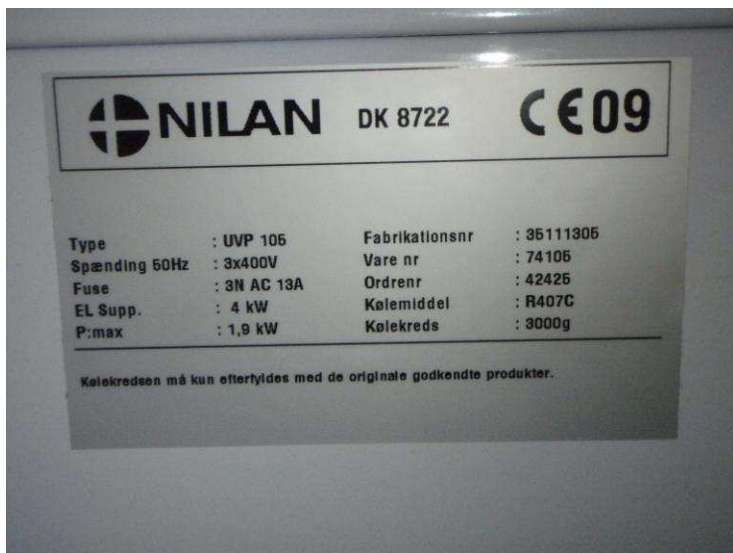 NILAN DK 8722 CE09
Type : UVP 105 Fabrikationsnr : 35111305
Spænding 50Hz : 3x400V Vare nr : 74105
Fuse : 3N AC 13A Ordrenr : 42425
EL Supp. : 4 kW Kølemiddel : R407C
P:max : 1,9 kW Kølekreds : 3000g
Kølekredsen må kun efterfyldes med de originale godkendte produkter.